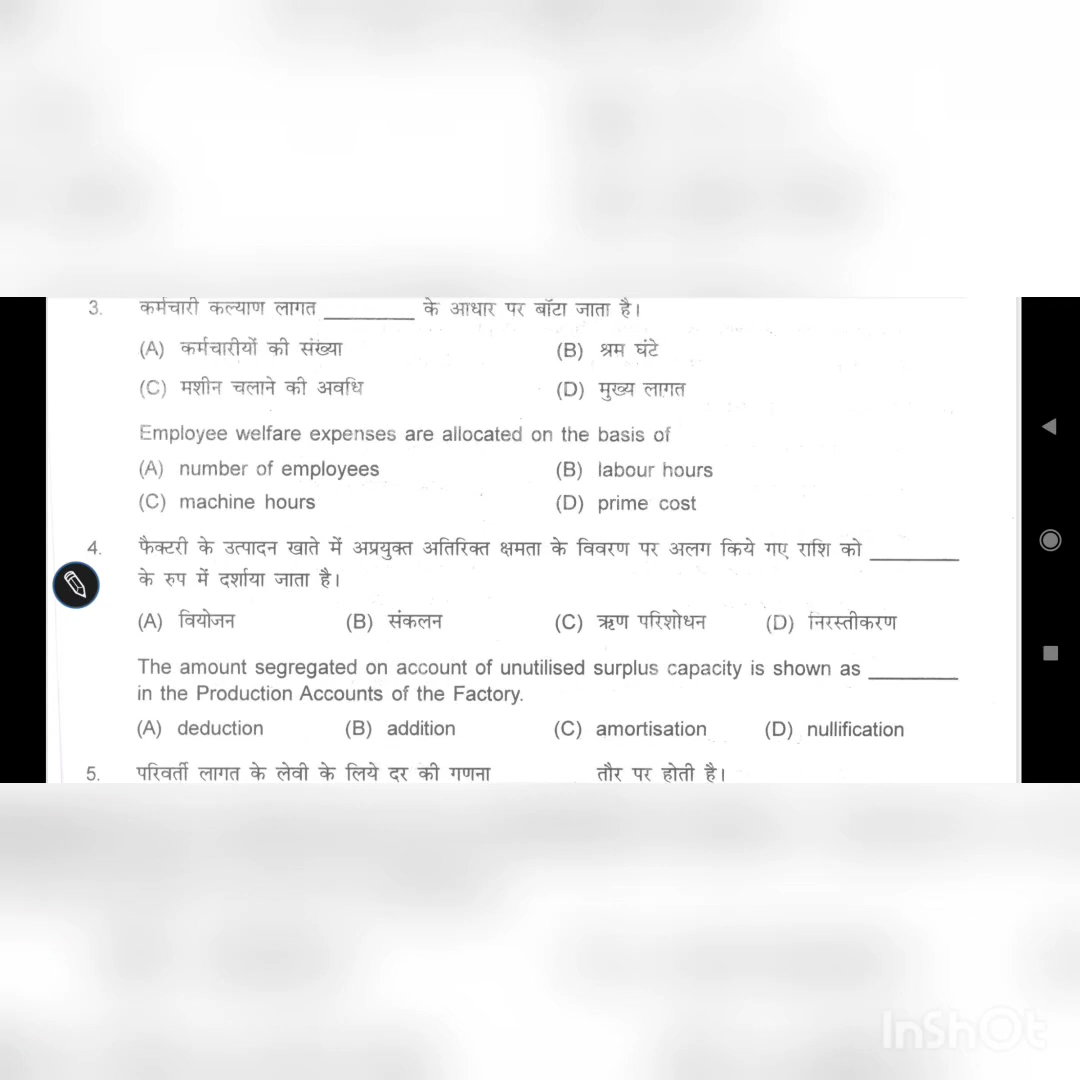 3. कर्मचारी कल्याण लागत ________ के आधार पर बाँटा जाता है।
(A) कर्मचारीयों की संख्या (B) श्रम घंटे
(C) मशीन चलाने की अवधि (D) मुख्य लागत
Employee welfare expenses are allocated on the basis of
(A) number of employees (B) labour hours
(C) machine hours (D) prime cost
4. फैक्टरी के उत्पादन खाते में अप्रयुक्त अतिरिक्त क्षमता के विवरण पर अलग किये गए राशि को ________
के रुप में दर्शाया जाता है।
(A) वियोजन (B) संकलन (C) ऋण परिशोधन (D) निरस्तीकरण
The amount segregated on account of unutilised surplus capacity is shown as ________
in the Production Accounts of the Factory.
(A) deduction (B) addition (C) amortisation (D) nullification
5. परिवर्ती लागत के लेवी के लिये दर की गणना तौर पर होती है।
InShOt